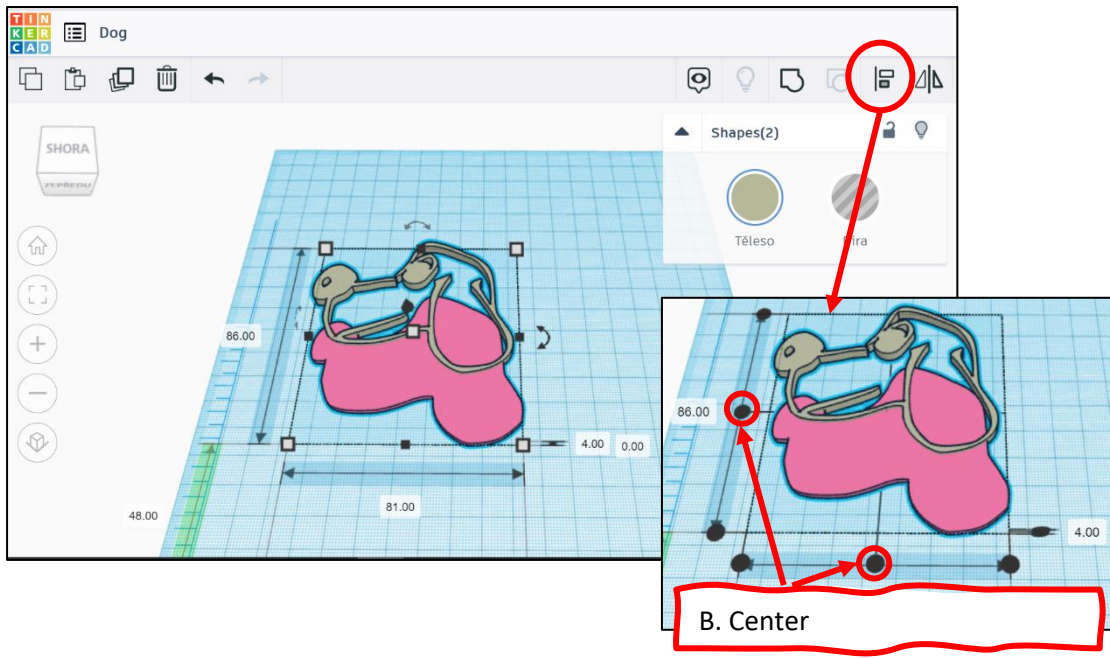 TIN
KER
CAD
Dog
SHORA
ZEPŘEDU
Shapes(2)
Těleso
86.00
4.00
0.00
81.00
48.00
86.00
4.00
B. Center